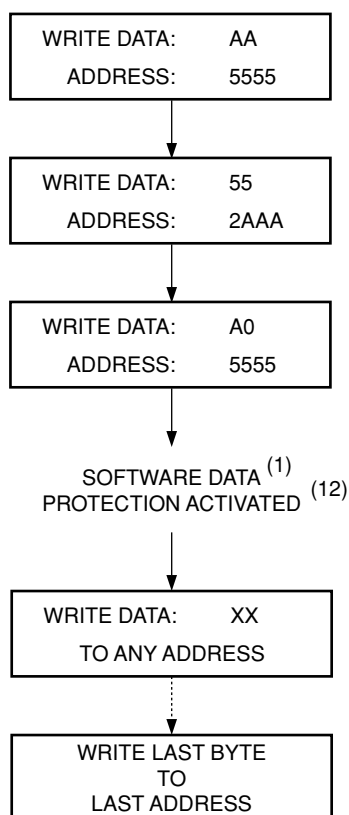 WRITE DATA: AA
ADDRESS: 5555
WRITE DATA: 55
ADDRESS: 2AAA
WRITE DATA: A0
ADDRESS: 5555
SOFTWARE DATA (1)
PROTECTION ACTIVATED (12)
WRITE DATA: XX
TO ANY ADDRESS
WRITE LAST BYTE
TO
LAST ADDRESS